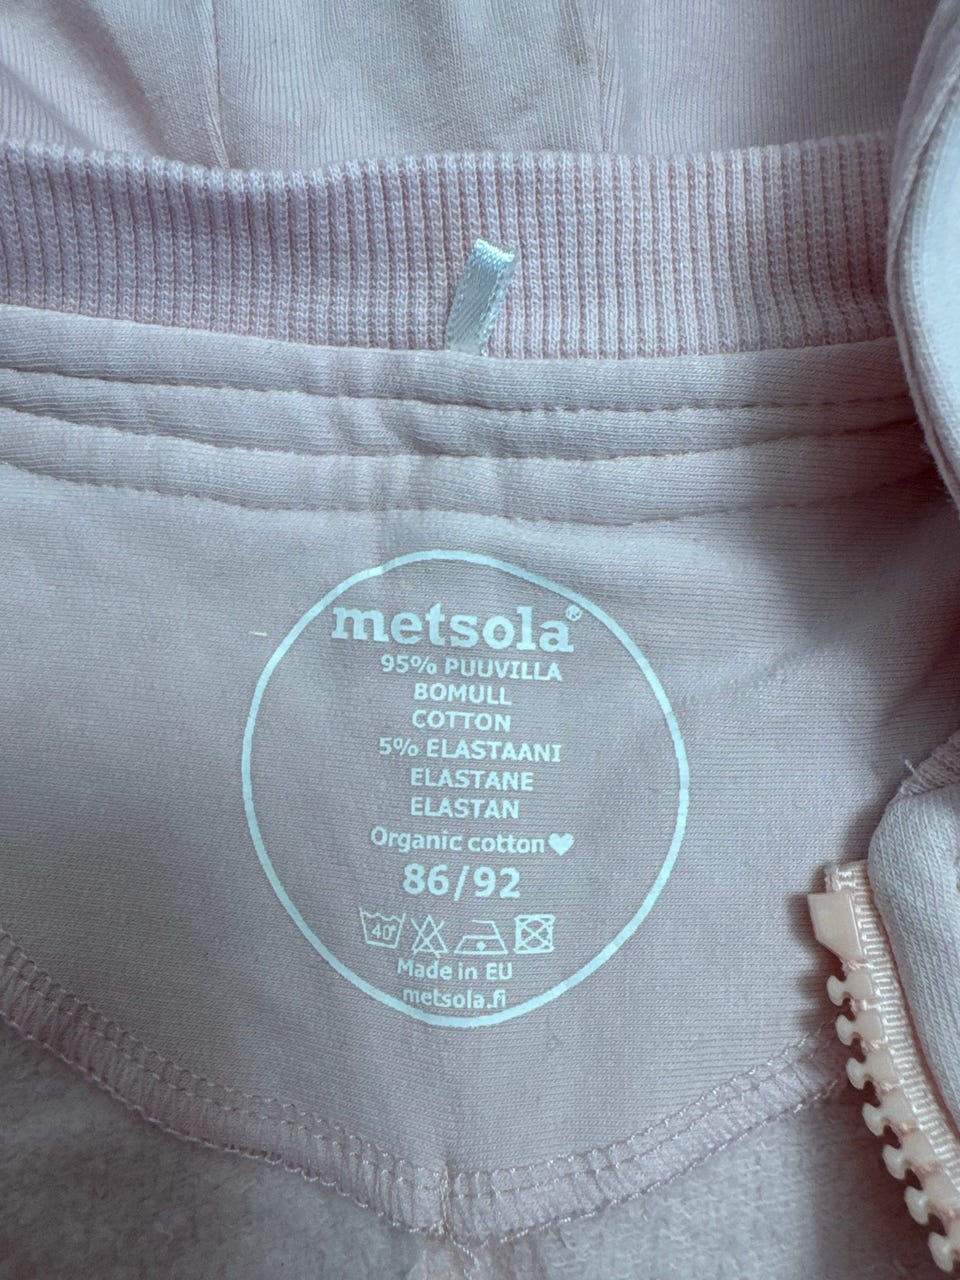 metsola®
95% PUUVILLA
BOMULL
COTTON
5% ELASTAANI
ELASTANE
ELASTAN
Organic cotton♥
86/92
40°
Made in EU
metsola.fi